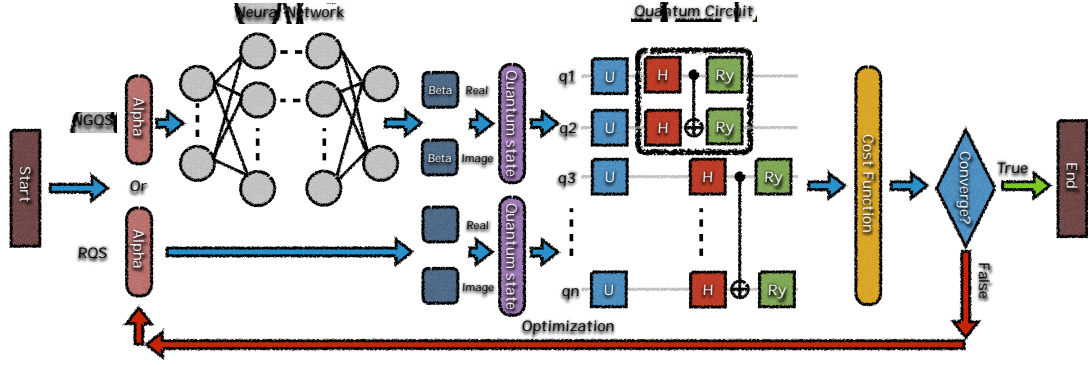 Neural Network
Quantum Circuit
NGQS
RQS
Start
Alpha
Or
Alpha
Beta
Real
Beta
Image
Real
Image
Quantum state
Quantum state
q1 U H Ry
q2 U H Ry
q3 U H Ry
qn U H Ry
Cost Function
Converge?
True
False
End
Optimization